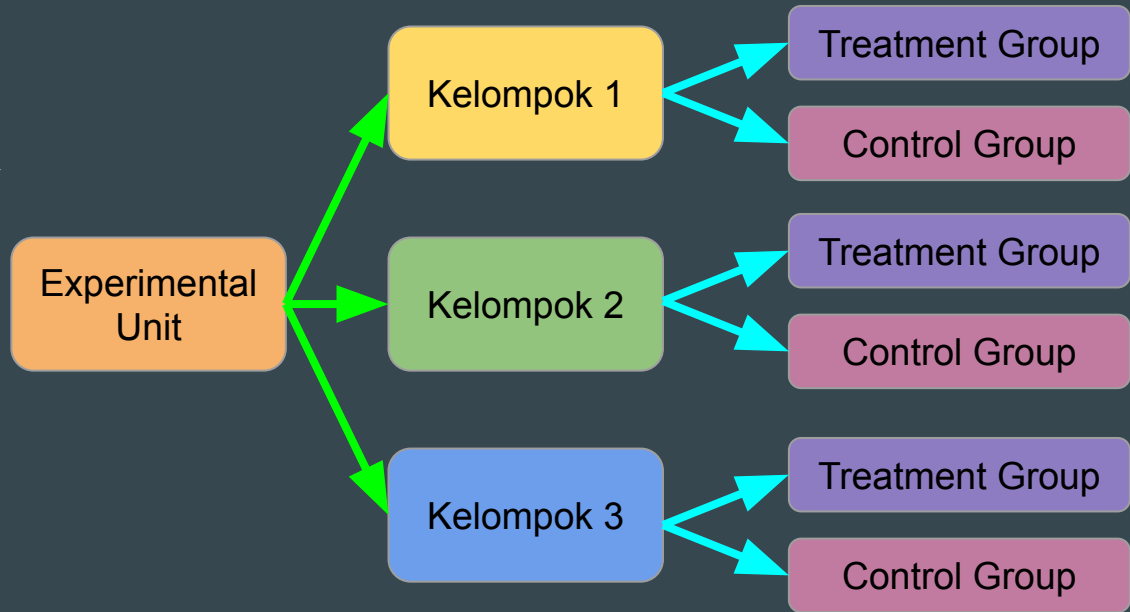 Experimental
Unit
Kelompok 1
Treatment Group
Control Group
Kelompok 2
Treatment Group
Control Group
Kelompok 3
Treatment Group
Control Group